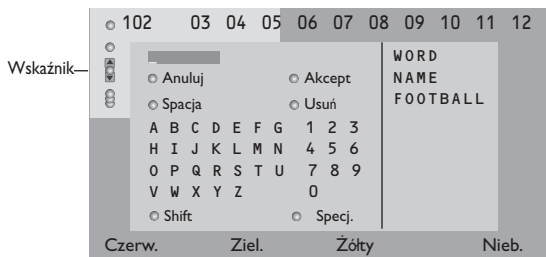 102 03 04 05 06 07 08 09 10 11 12
Wskaźnik
Anuluj Akcept
Spacja Usuń
A B C D E F G 1 2 3
H I J K L M N 4 5 6
O P Q R S T U 7 8 9
V W X Y Z 0
Shift Specj.
WORD
NAME
FOOTBALL
Czerw. Ziel. Żółty Nieb.